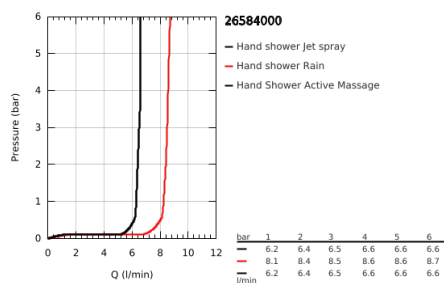 26584000
Hand shower Jet spray
Hand shower Rain
Hand Shower Active Massage
Pressure (bar)
6
5
4
3
2
1
0
0 2 4 6 8 10 12
Q (l/min)
bar 1 2 3 4 5 6
6.2 6.4 6.5 6.6 6.6 6.6
8.1 8.4 8.5 8.6 8.6 8.7
6.2 6.4 6.5 6.6 6.6 6.6
l/min